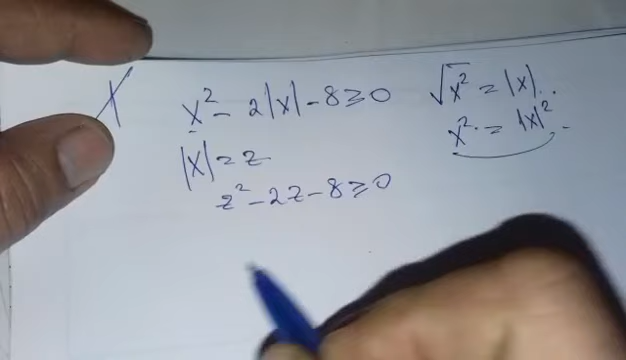 x² - 2|x| - 8 ≥ 0
|x| = z
z² - 2z - 8 ≥ 0
√x² = |x|..
x². = |x|².